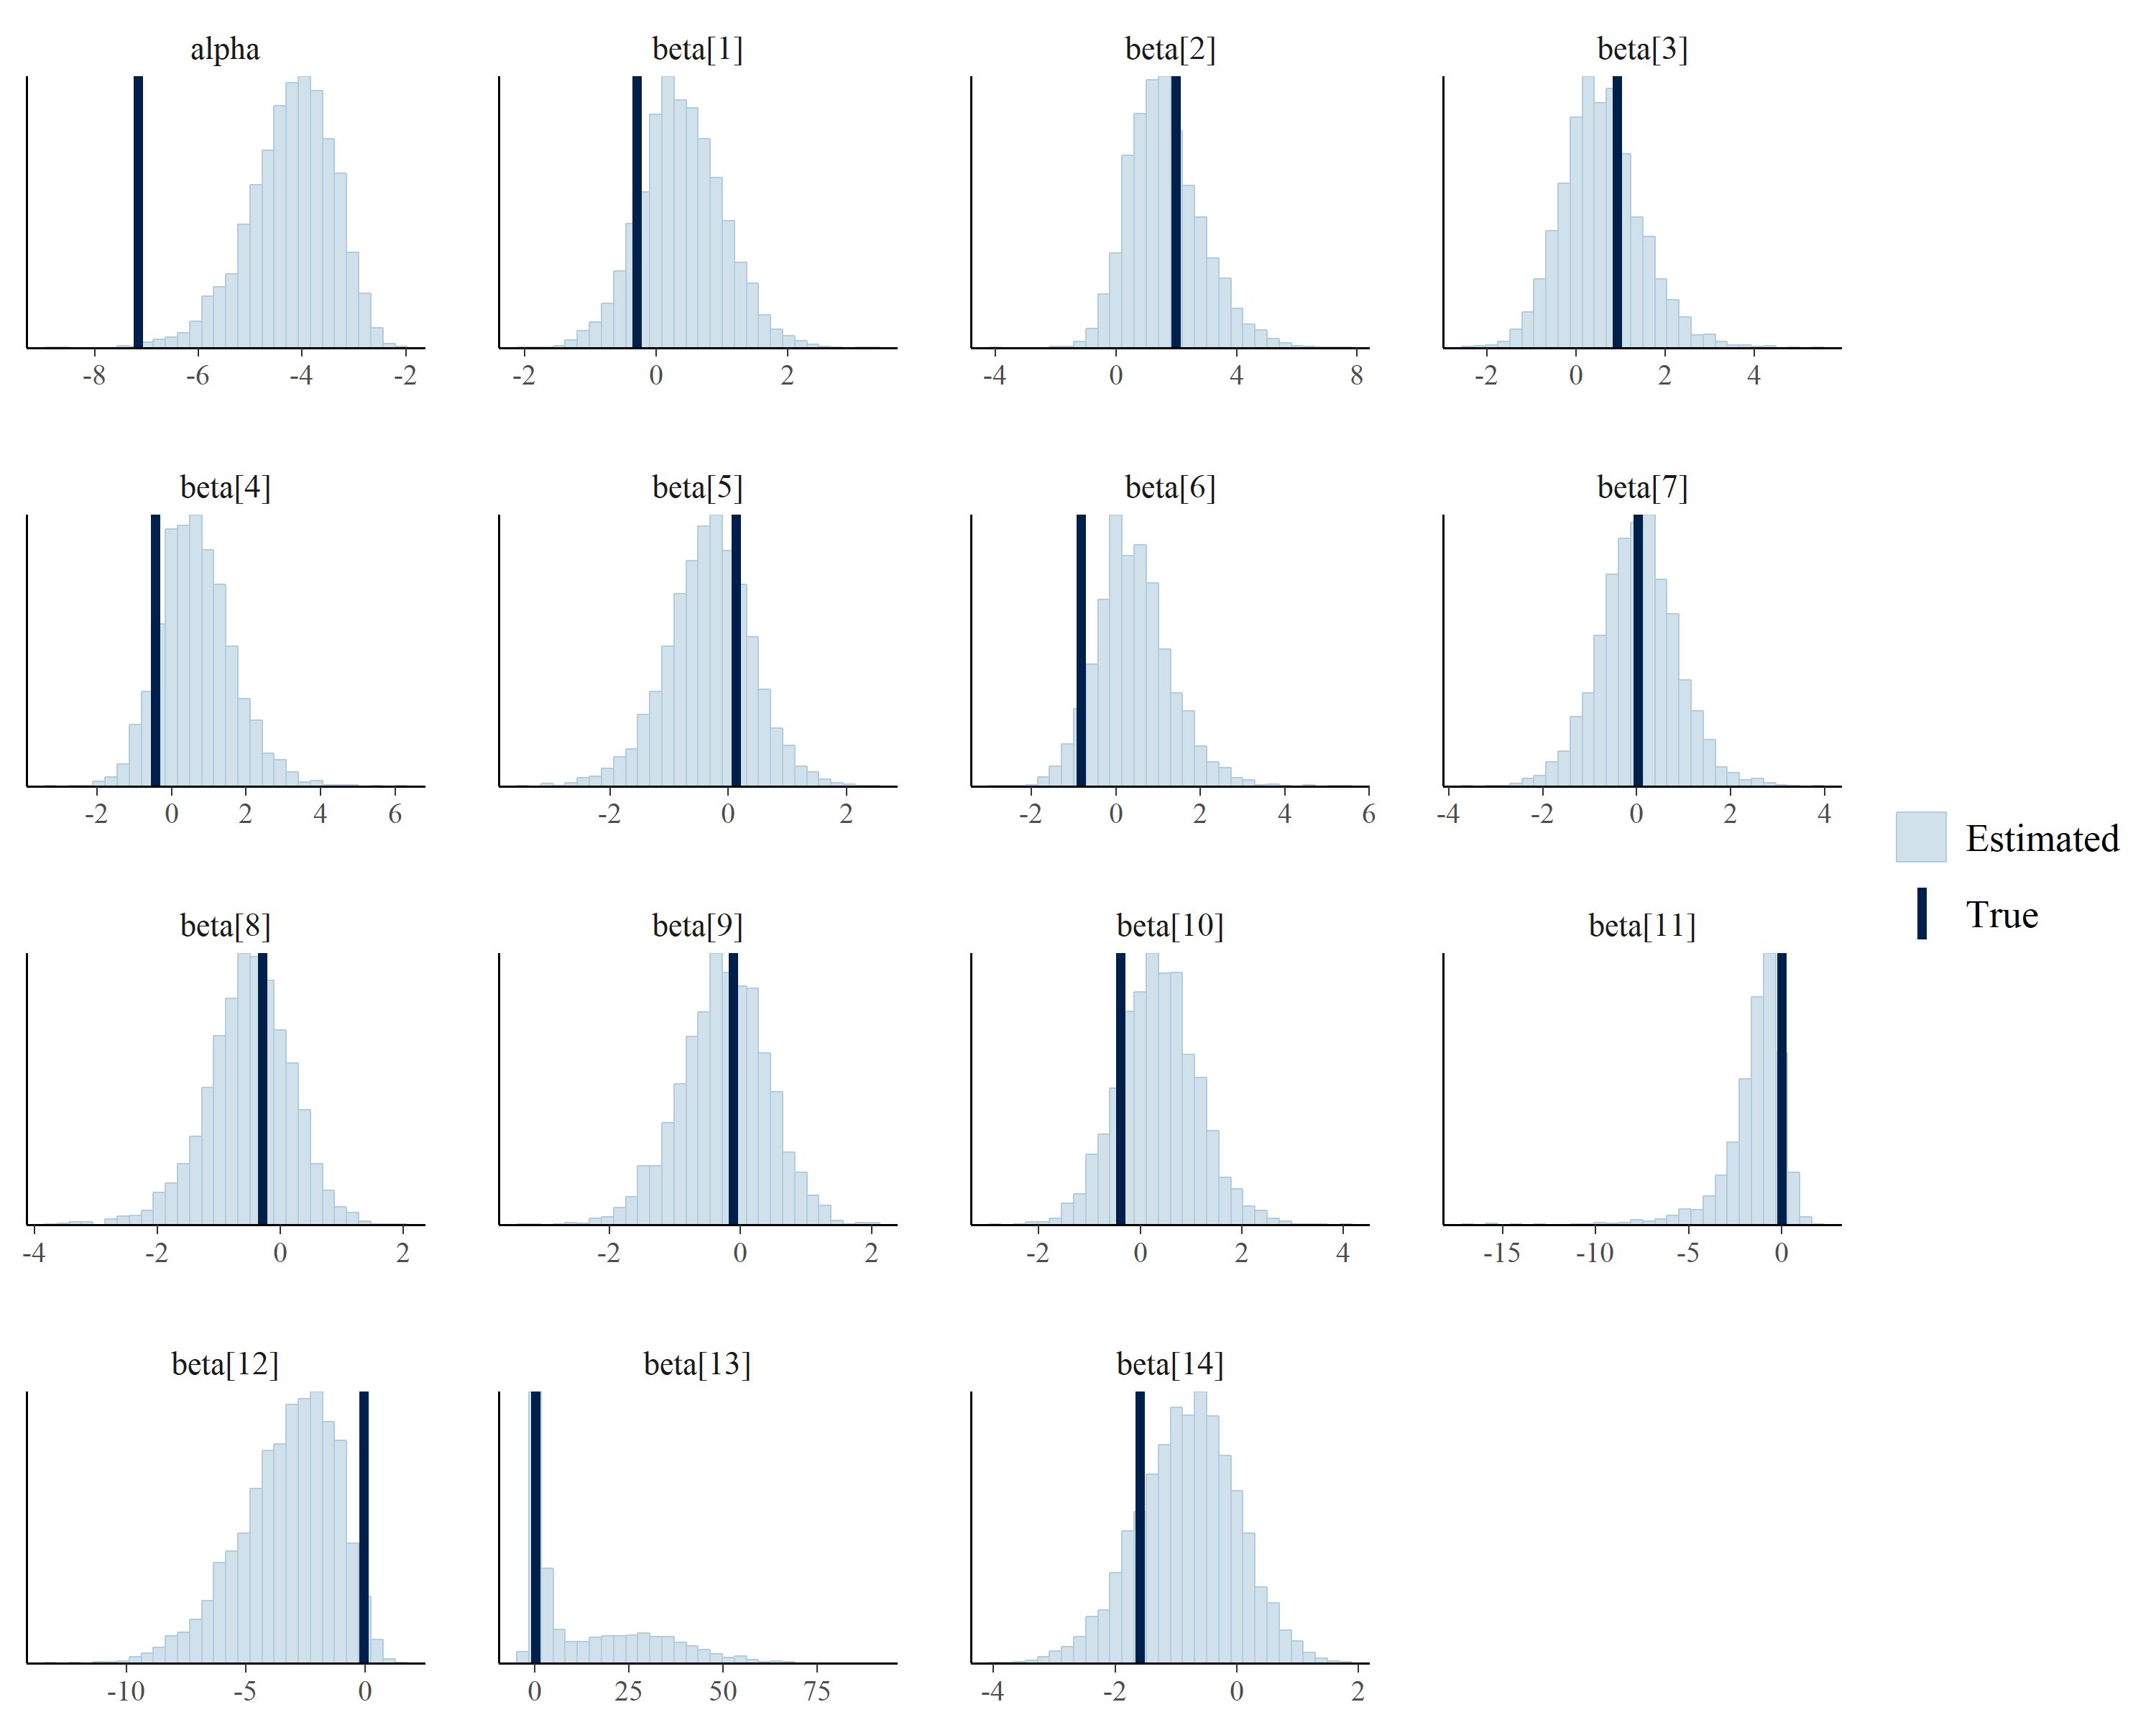 alpha
beta[1]
beta[2]
beta[3]
-8 -6 -4 -2
-2 0 2
-4 0 4 8
-2 0 2 4
beta[4]
beta[5]
beta[6]
beta[7]
-2 0 2 4 6
-2 0 2
-2 0 2 4 6
-4 -2 0 2 4
Estimated
True
beta[8]
beta[9]
beta[10]
beta[11]
-4 -2 0 2
-2 0 2
-2 0 2 4
-15 -10 -5 0
beta[12]
beta[13]
beta[14]
-10 -5 0
0 25 50 75
-4 -2 0 2